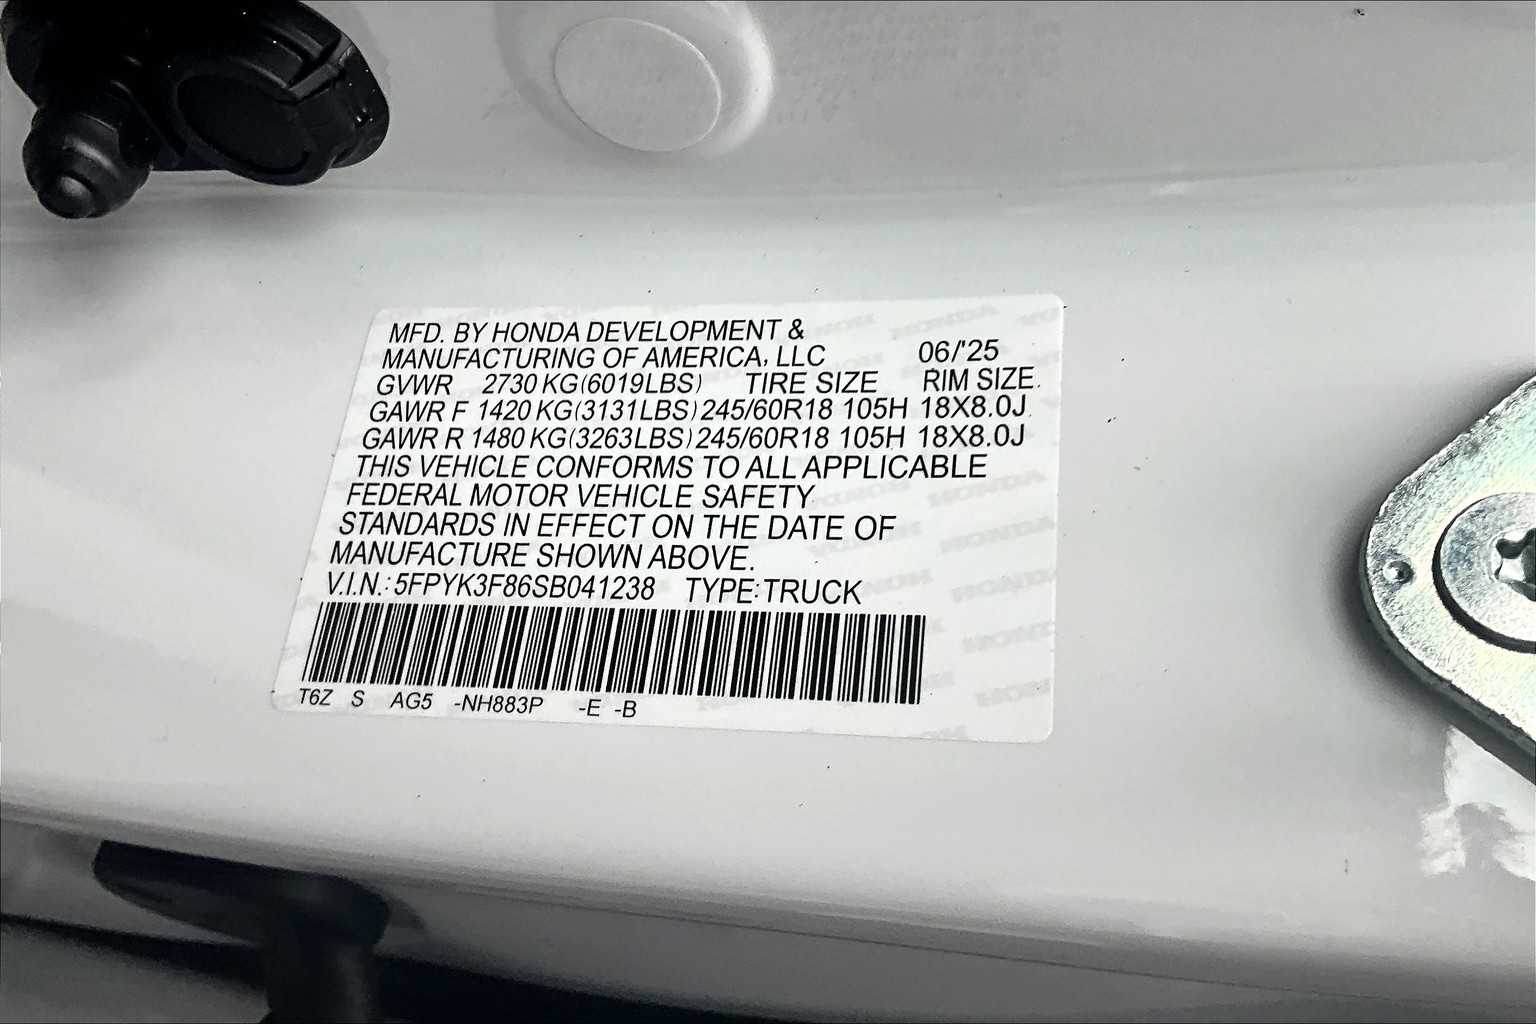 MFD. BY HONDA DEVELOPMENT &
MANUFACTURING OF AMERICA, LLC 06/'25
GVWR 2730 KG(6019LBS) TIRE SIZE RIM SIZE.
GAWR F 1420 KG(3131LBS) 245/60R18 105H 18X8.0J
GAWR R 1480 KG(3263LBS) 245/60R18 105H 18X8.0J
THIS VEHICLE CONFORMS TO ALL APPLICABLE
FEDERAL MOTOR VEHICLE SAFETY
STANDARDS IN EFFECT ON THE DATE OF
MANUFACTURE SHOWN ABOVE.
V.I.N.: 5FPYK3F86SB041238 TYPE: TRUCK
T6Z S AG5 -NH883P -E -B